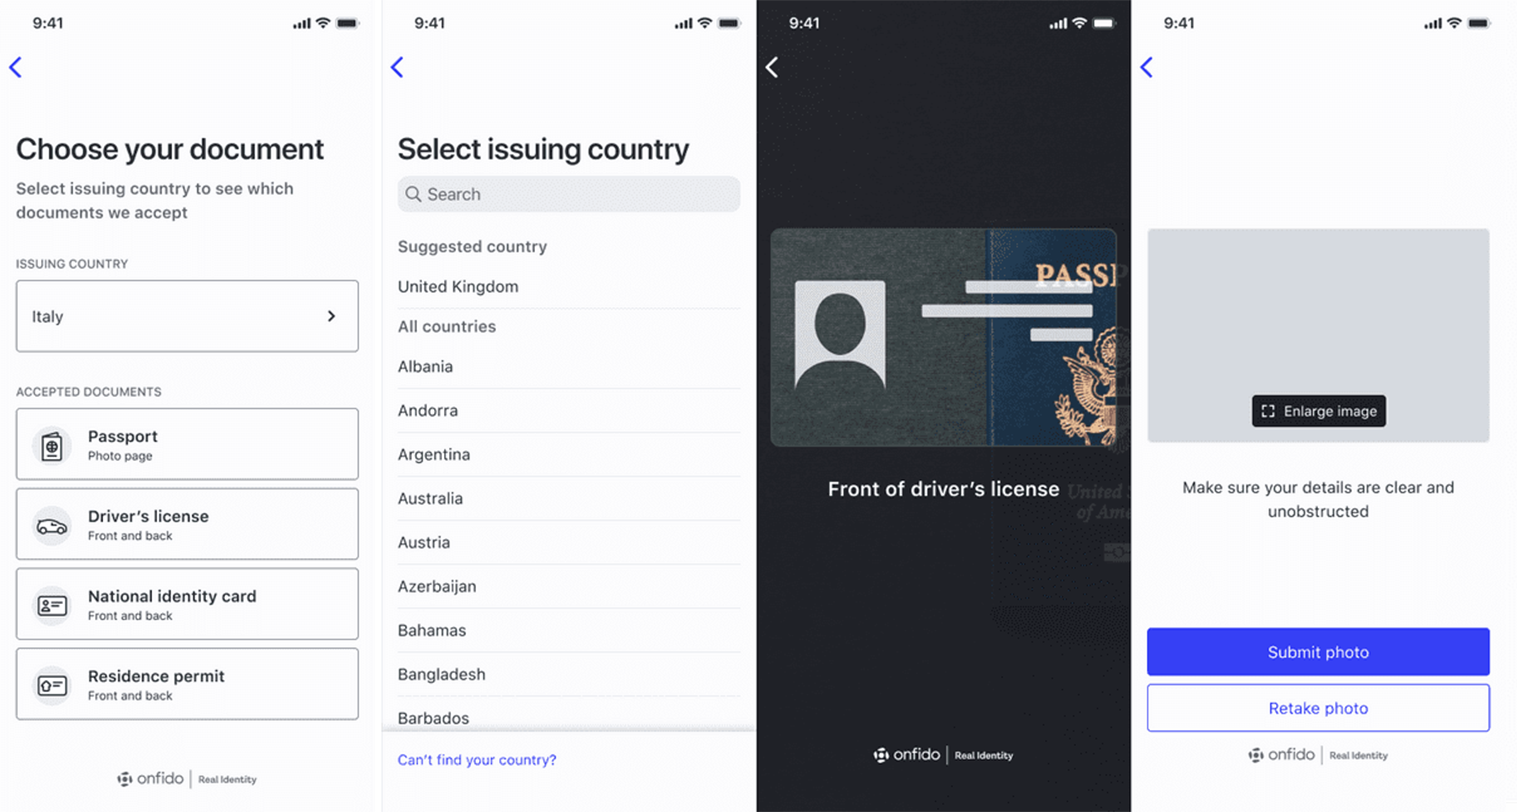 9:41
Choose your document
Select issuing country to see which
documents we accept
ISSUING COUNTRY
Italy
ACCEPTED DOCUMENTS
Passport
Photo page
Driver’s license
Front and back
National identity card
Front and back
Residence permit
Front and back
onfido | Real Identity
9:41
Select issuing country
Search
Suggested country
United Kingdom
All countries
Albania
Andorra
Argentina
Australia
Austria
Azerbaijan
Bahamas
Bangladesh
Barbados
Can’t find your country?
9:41
PASSP
Front of driver’s license
United
of Ame
onfido | Real Identity
9:41
Enlarge image
Make sure your details are clear and
unobstructed
Submit photo
Retake photo
onfido | Real Identity